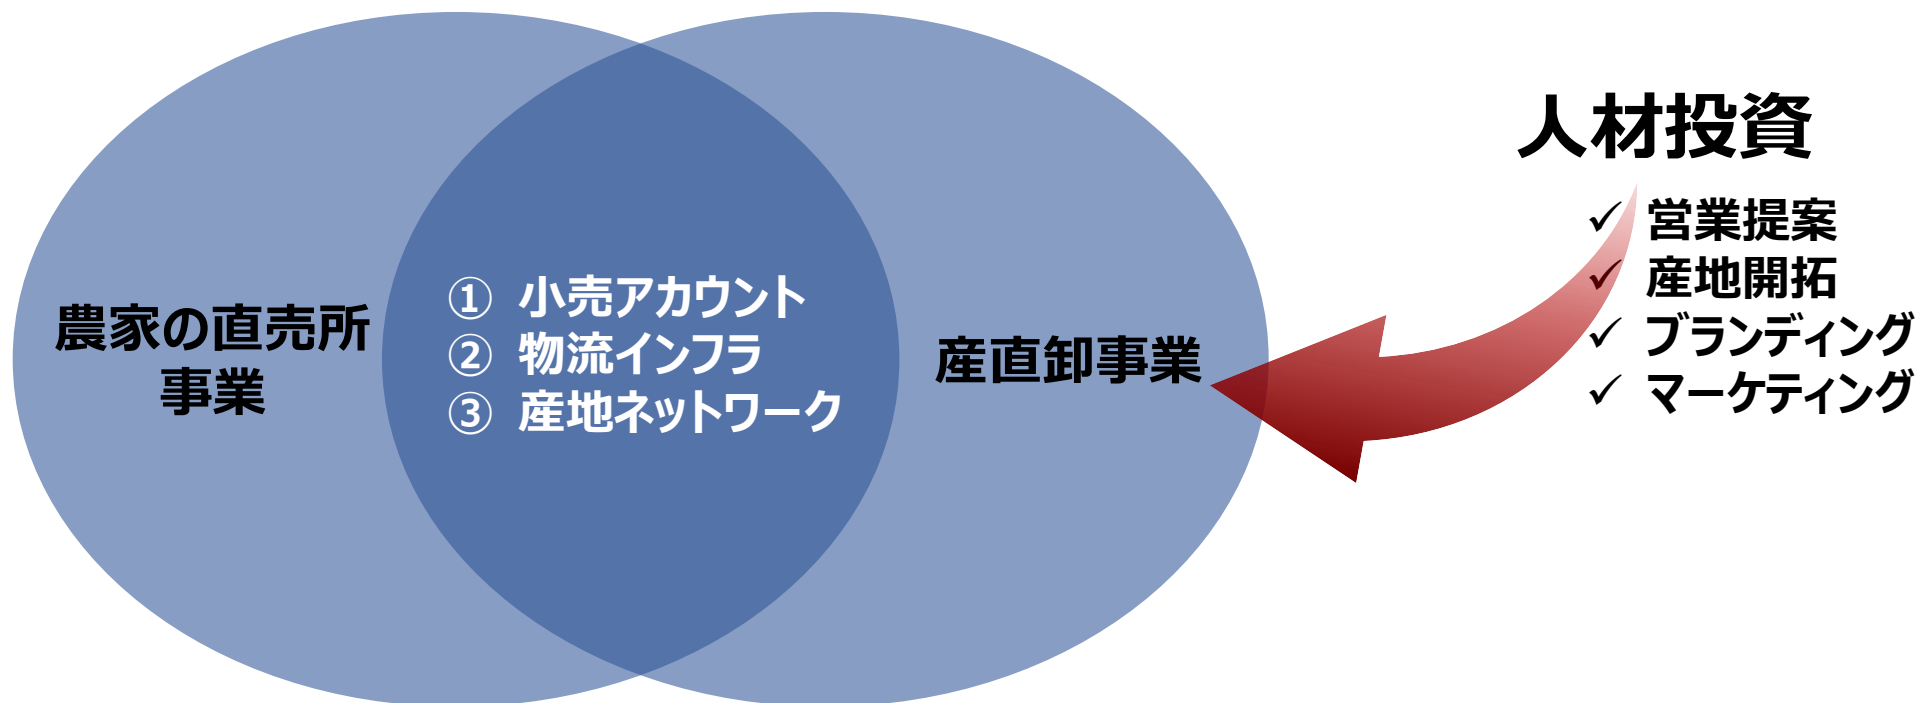 農家の直売所
事業
① 小売アカウント
② 物流インフラ
③ 産地ネットワーク
産直卸事業
人材投資
✓ 営業提案
✓ 産地開拓
✓ ブランディング
✓ マーケティング